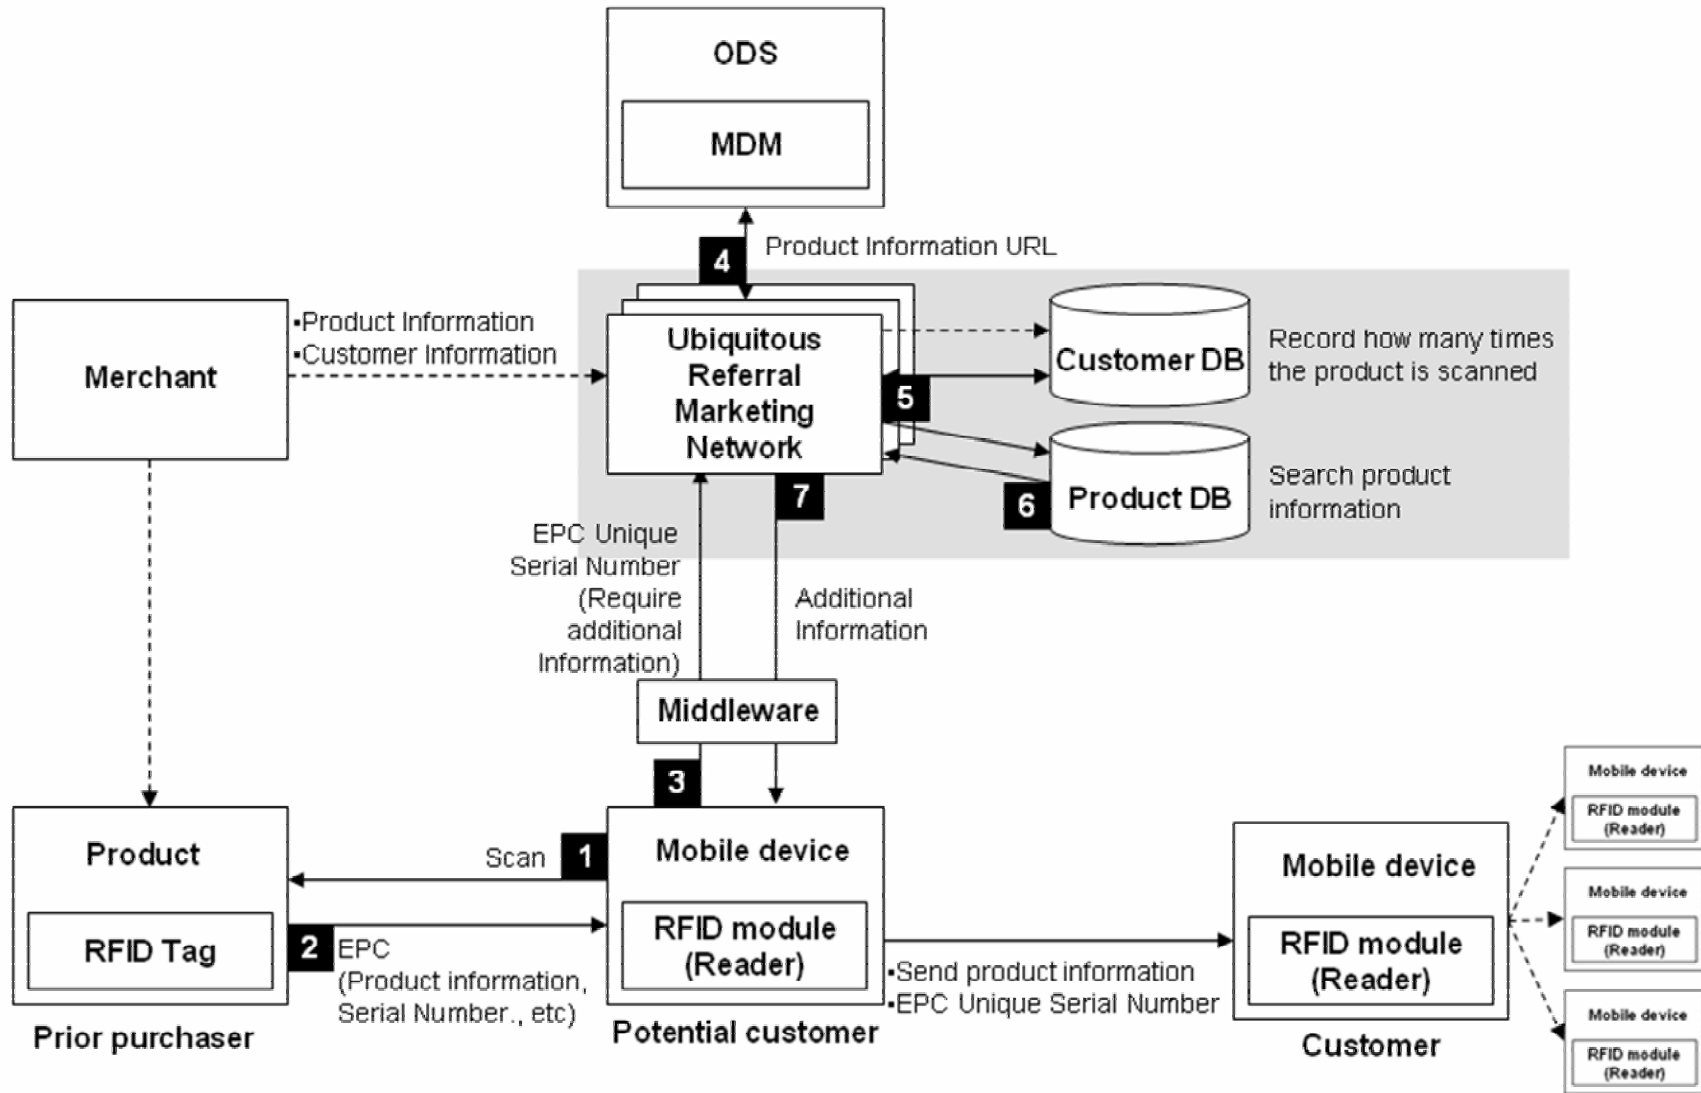 ODS
MDM
4
Product Information URL
Merchant
▪Product Information
▪Customer Information
Ubiquitous
Referral
Marketing
Network
Customer DB
Record how many times
the product is scanned
5
Product DB
6
Search product
information
7
EPC Unique
Serial Number
(Require
additional
Information)
Additional
Information
Middleware
3
Product
RFID Tag
Prior purchaser
Scan
1
2
EPC
(Product information,
Serial Number., etc)
Mobile device
RFID module
(Reader)
Potential customer
▪Send product information
▪EPC Unique Serial Number
Mobile device
RFID module
(Reader)
Customer
Mobile device
RFID module
(Reader)
Mobile device
RFID module
(Reader)
Mobile device
RFID module
(Reader)